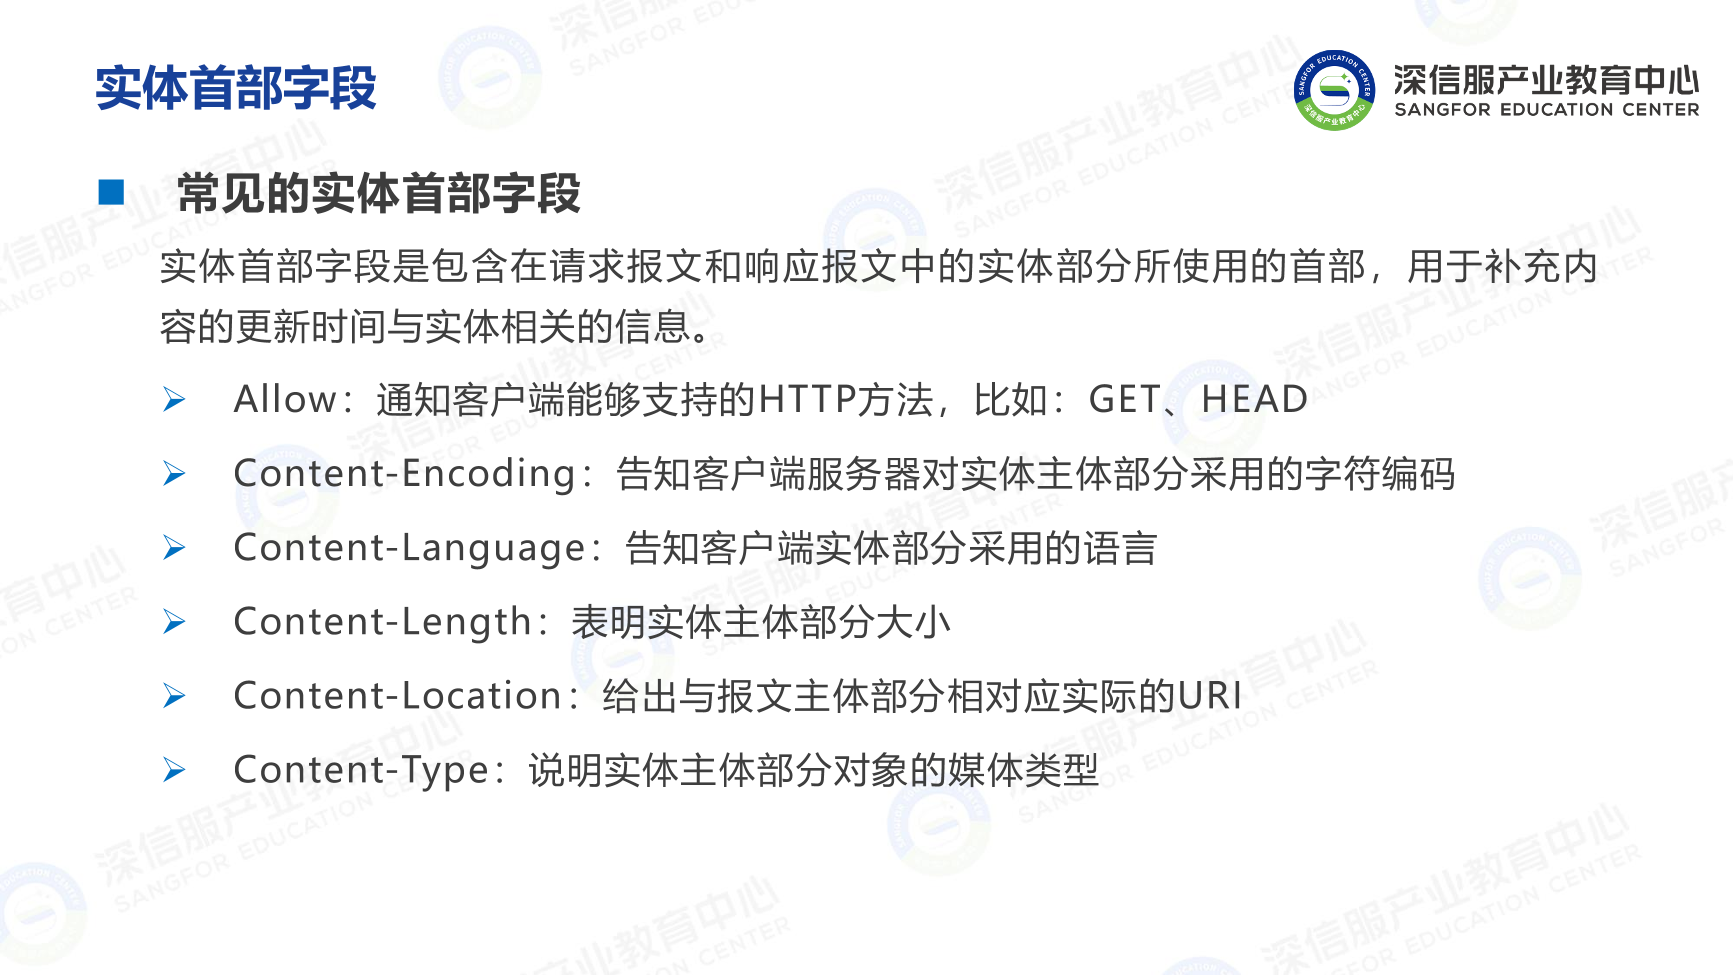 实体首部字段
深信服产业教育中心
SANGFOR EDUCATION CENTER
常见的实体首部字段
实体首部字段是包含在请求报文和响应报文中的实体部分所使用的首部，用于补充内
容的更新时间与实体相关的信息。
Allow：通知客户端能够支持的HTTP方法，比如：GET、HEAD
Content-Encoding：告知客户端服务器对实体主体部分采用的字符编码
Content-Language：告知客户端实体部分采用的语言
Content-Length：表明实体主体部分大小
Content-Location：给出与报文主体部分相对应实际的URI
Content-Type：说明实体主体部分对象的媒体类型